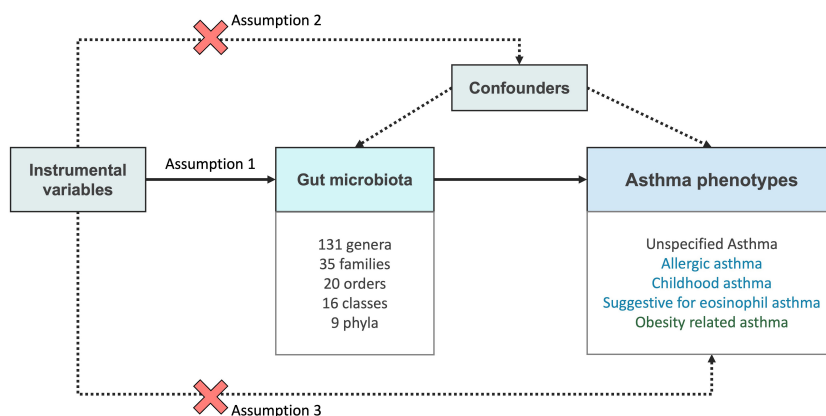 Assumption 2
Confounders
Assumption 1
Instrumental
variables
Gut microbiota
Asthma phenotypes
131 genera
35 families
20 orders
16 classes
9 phyla
Unspecified Asthma
Allergic asthma
Childhood asthma
Suggestive for eosinophil asthma
Obesity related asthma
Assumption 3